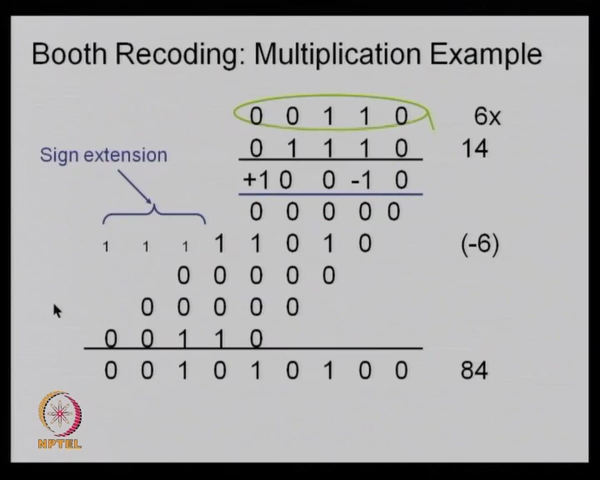 Booth Recoding: Multiplication Example
0 0 1 1 0 6x
Sign extension 0 1 1 1 0 14
+1 0 0 -1 0
0 0 0 0 0
1 1 1 1 1 0 1 0 (-6)
0 0 0 0 0
0 0 0 0 0
0 0 1 1 0
0 0 1 0 1 0 1 0 0 84
NPTEL